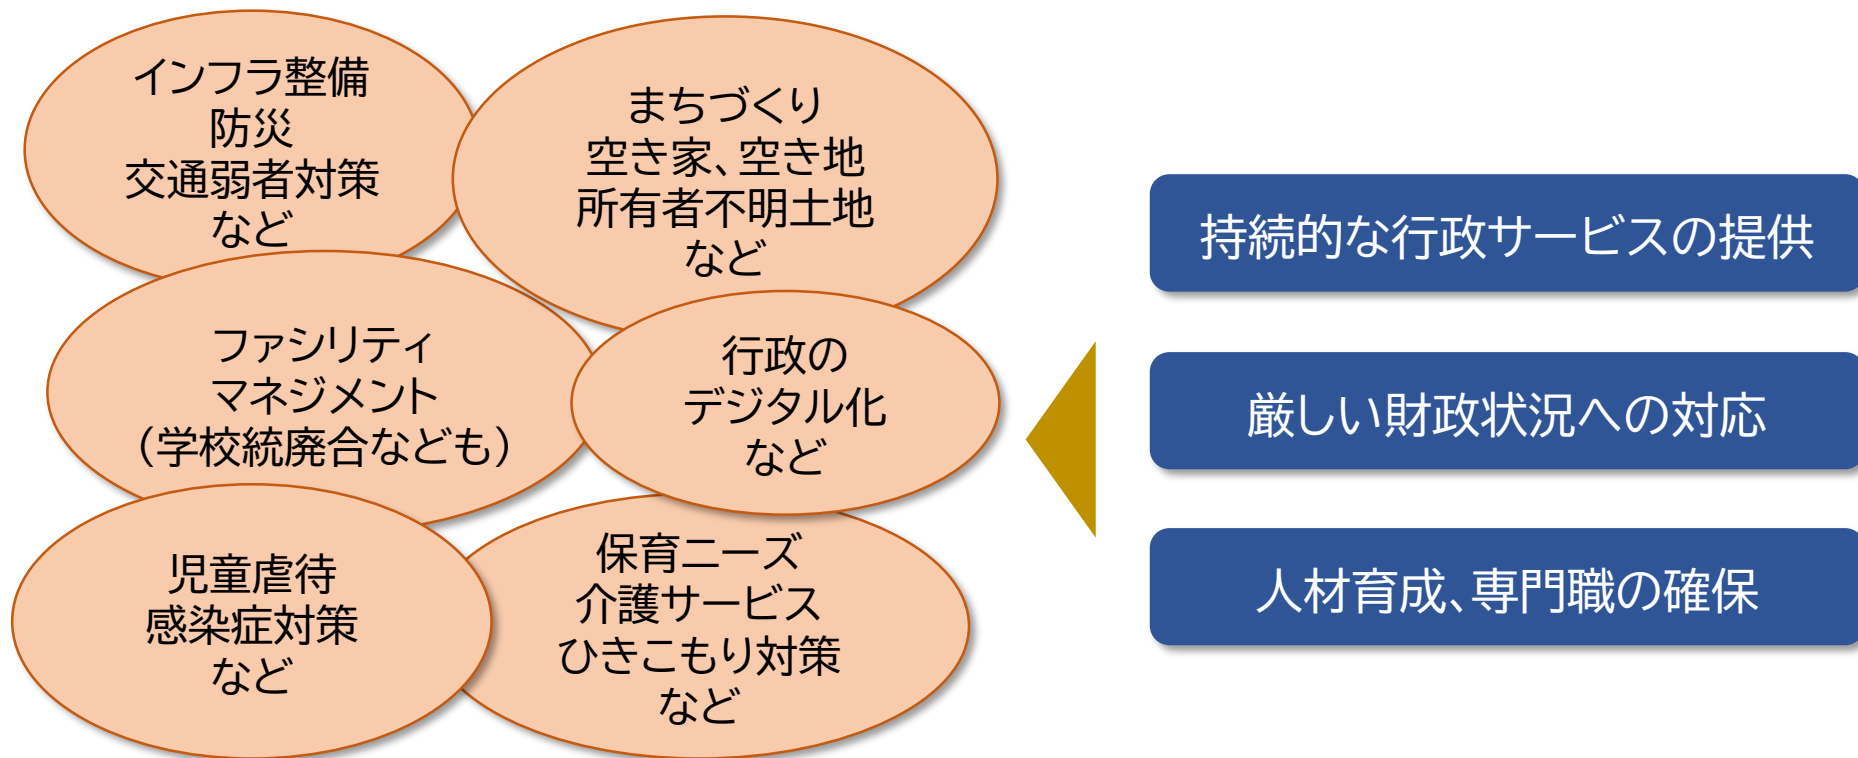 インフラ整備
防災
交通弱者対策
など
まちづくり
空き家、空き地
所有者不明土地
など
ファシリティ
マネジメント
（学校統廃合なども）
行政の
デジタル化
など
児童虐待
感染症対策
など
保育ニーズ
介護サービス
ひきこもり対策
など
持続的な行政サービスの提供
厳しい財政状況への対応
人材育成、専門職の確保